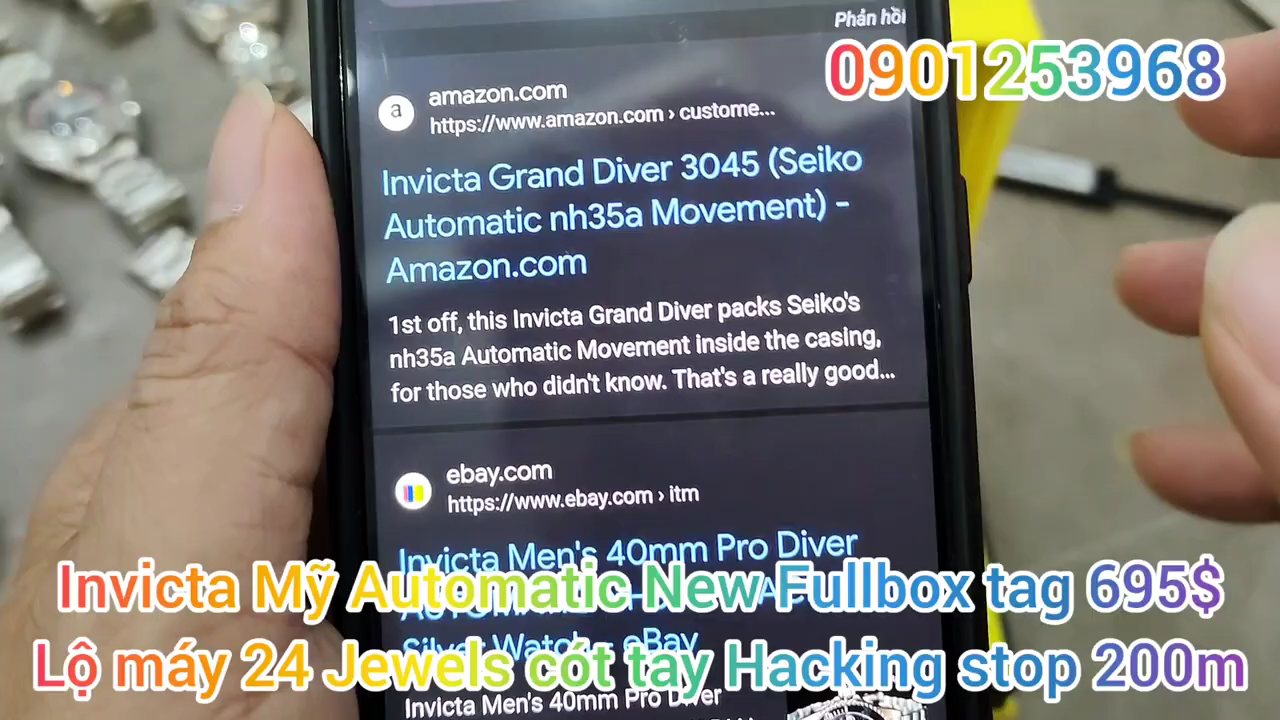 Phản hồi
0901253968
amazon.com
https://www.amazon.com › custome...
Invicta Grand Diver 3045 (Seiko
Automatic nh35a Movement) -
Amazon.com
1st off, this Invicta Grand Diver packs Seiko's
nh35a Automatic Movement inside the casing,
for those who didn't know. That's a really good...
ebay.com
https://www.ebay.com › itm
Invicta Men's 40mm Pro Diver
Invicta Mỹ Automatic New Fullbox tag 695$
Silver Watch - eBay
Lộ máy 24 Jewels cót tay Hacking stop 200m
Invicta Men's 40mm Pro Diver